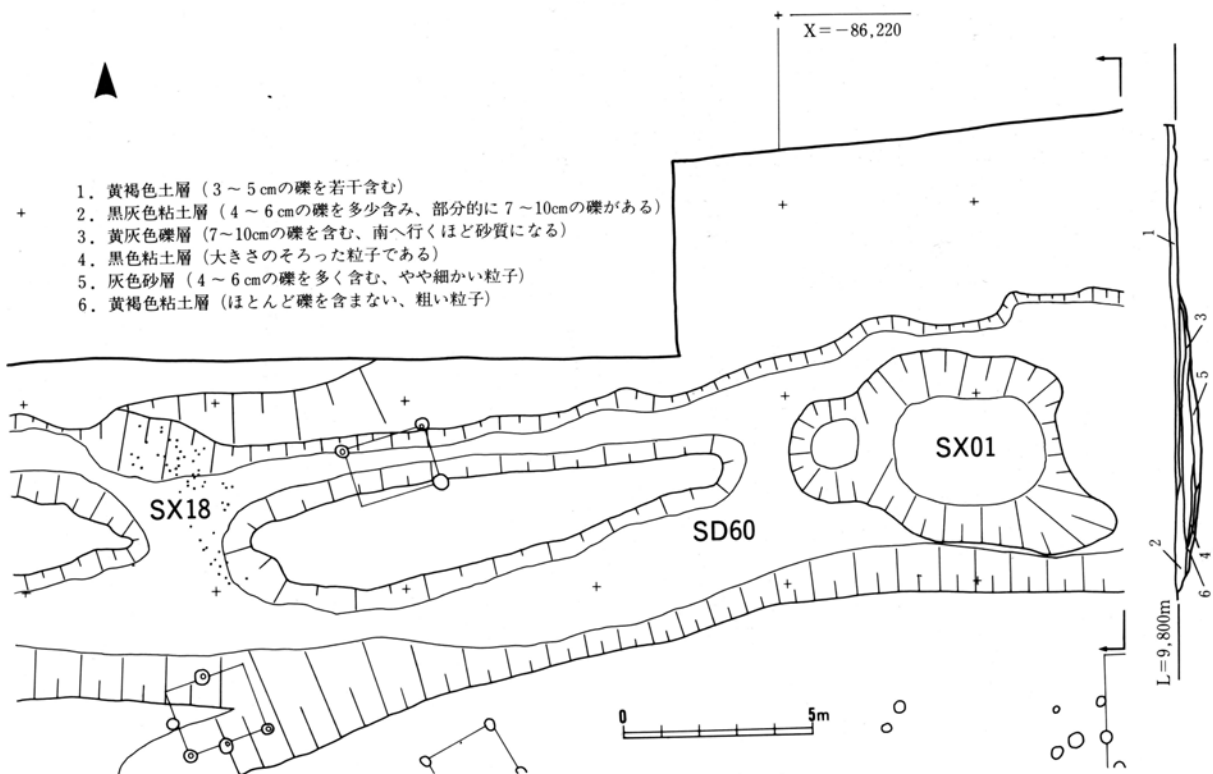 X＝−86,220
1．黄褐色土層（3～5㎝の礫を若干含む）
2．黒灰色粘土層（4～6㎝の礫を多少含み、部分的に7～10㎝の礫がある）
3．黄灰色礫層（7～10㎝の礫を含む、南へ行くほど砂質になる）
4．黒色粘土層（大きさのそろった粒子である）
5．灰色砂層（4～6㎝の礫を多く含む、やや細かい粒子）
6．黄褐色粘土層（ほとんど礫を含まない、粗い粒子）
1
3
5
SX01
SX18
SD60
2
4
6
L＝9,800m
0
5m